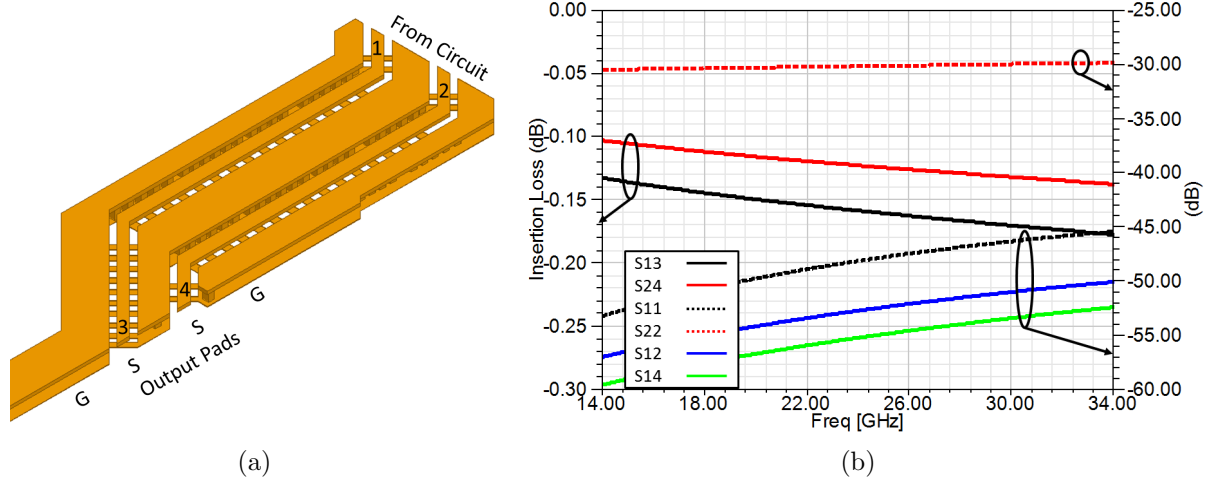 From Circuit
1
2
3
4
G
S
S
G
Output Pads
(a)
0.00
-0.05
-0.10
-0.15
-0.20
-0.25
-0.30
Insertion Loss (dB)
S13
S24
S11
S22
S12
S14
14.00 18.00 22.00 26.00 30.00 34.00
Freq [GHz]
-25.00
-30.00
-35.00
-40.00
-45.00
-50.00
-55.00
-60.00
(dB)
(b)